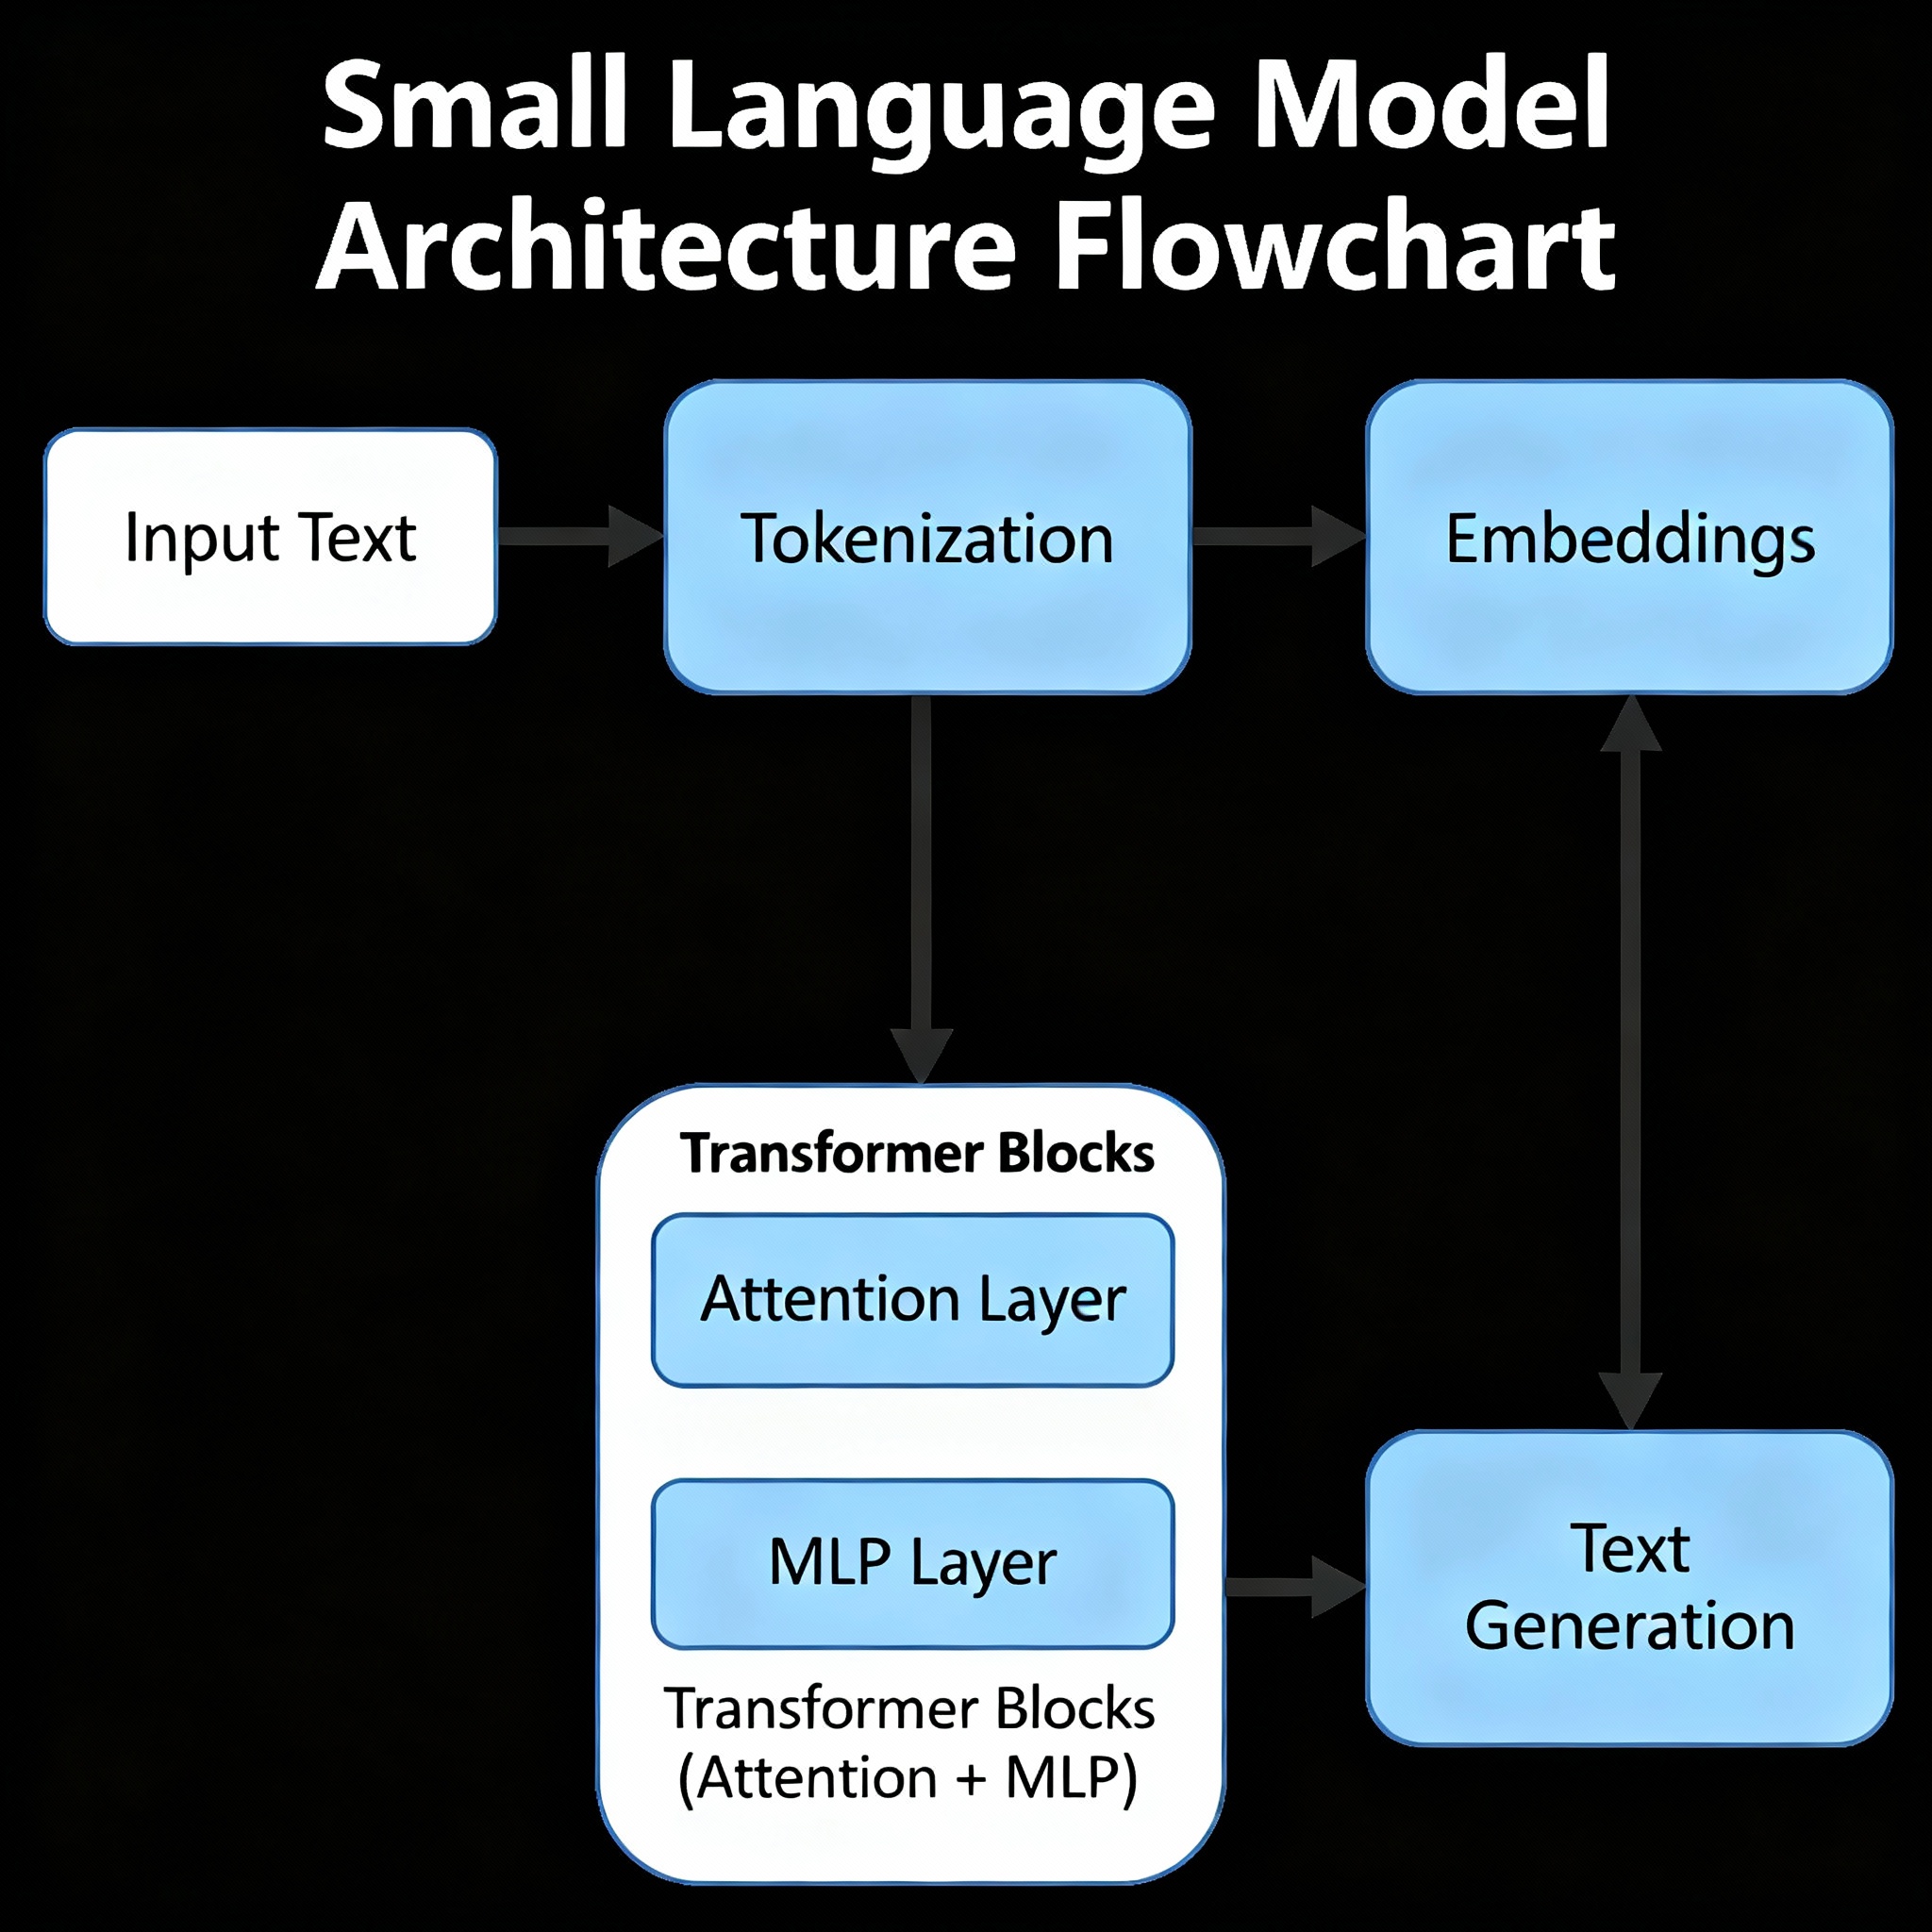 Small Language Model
Architecture Flowchart
Input Text
Tokenization
Embeddings
Transformer Blocks
Attention Layer
MLP Layer
Transformer Blocks
(Attention + MLP)
Text
Generation